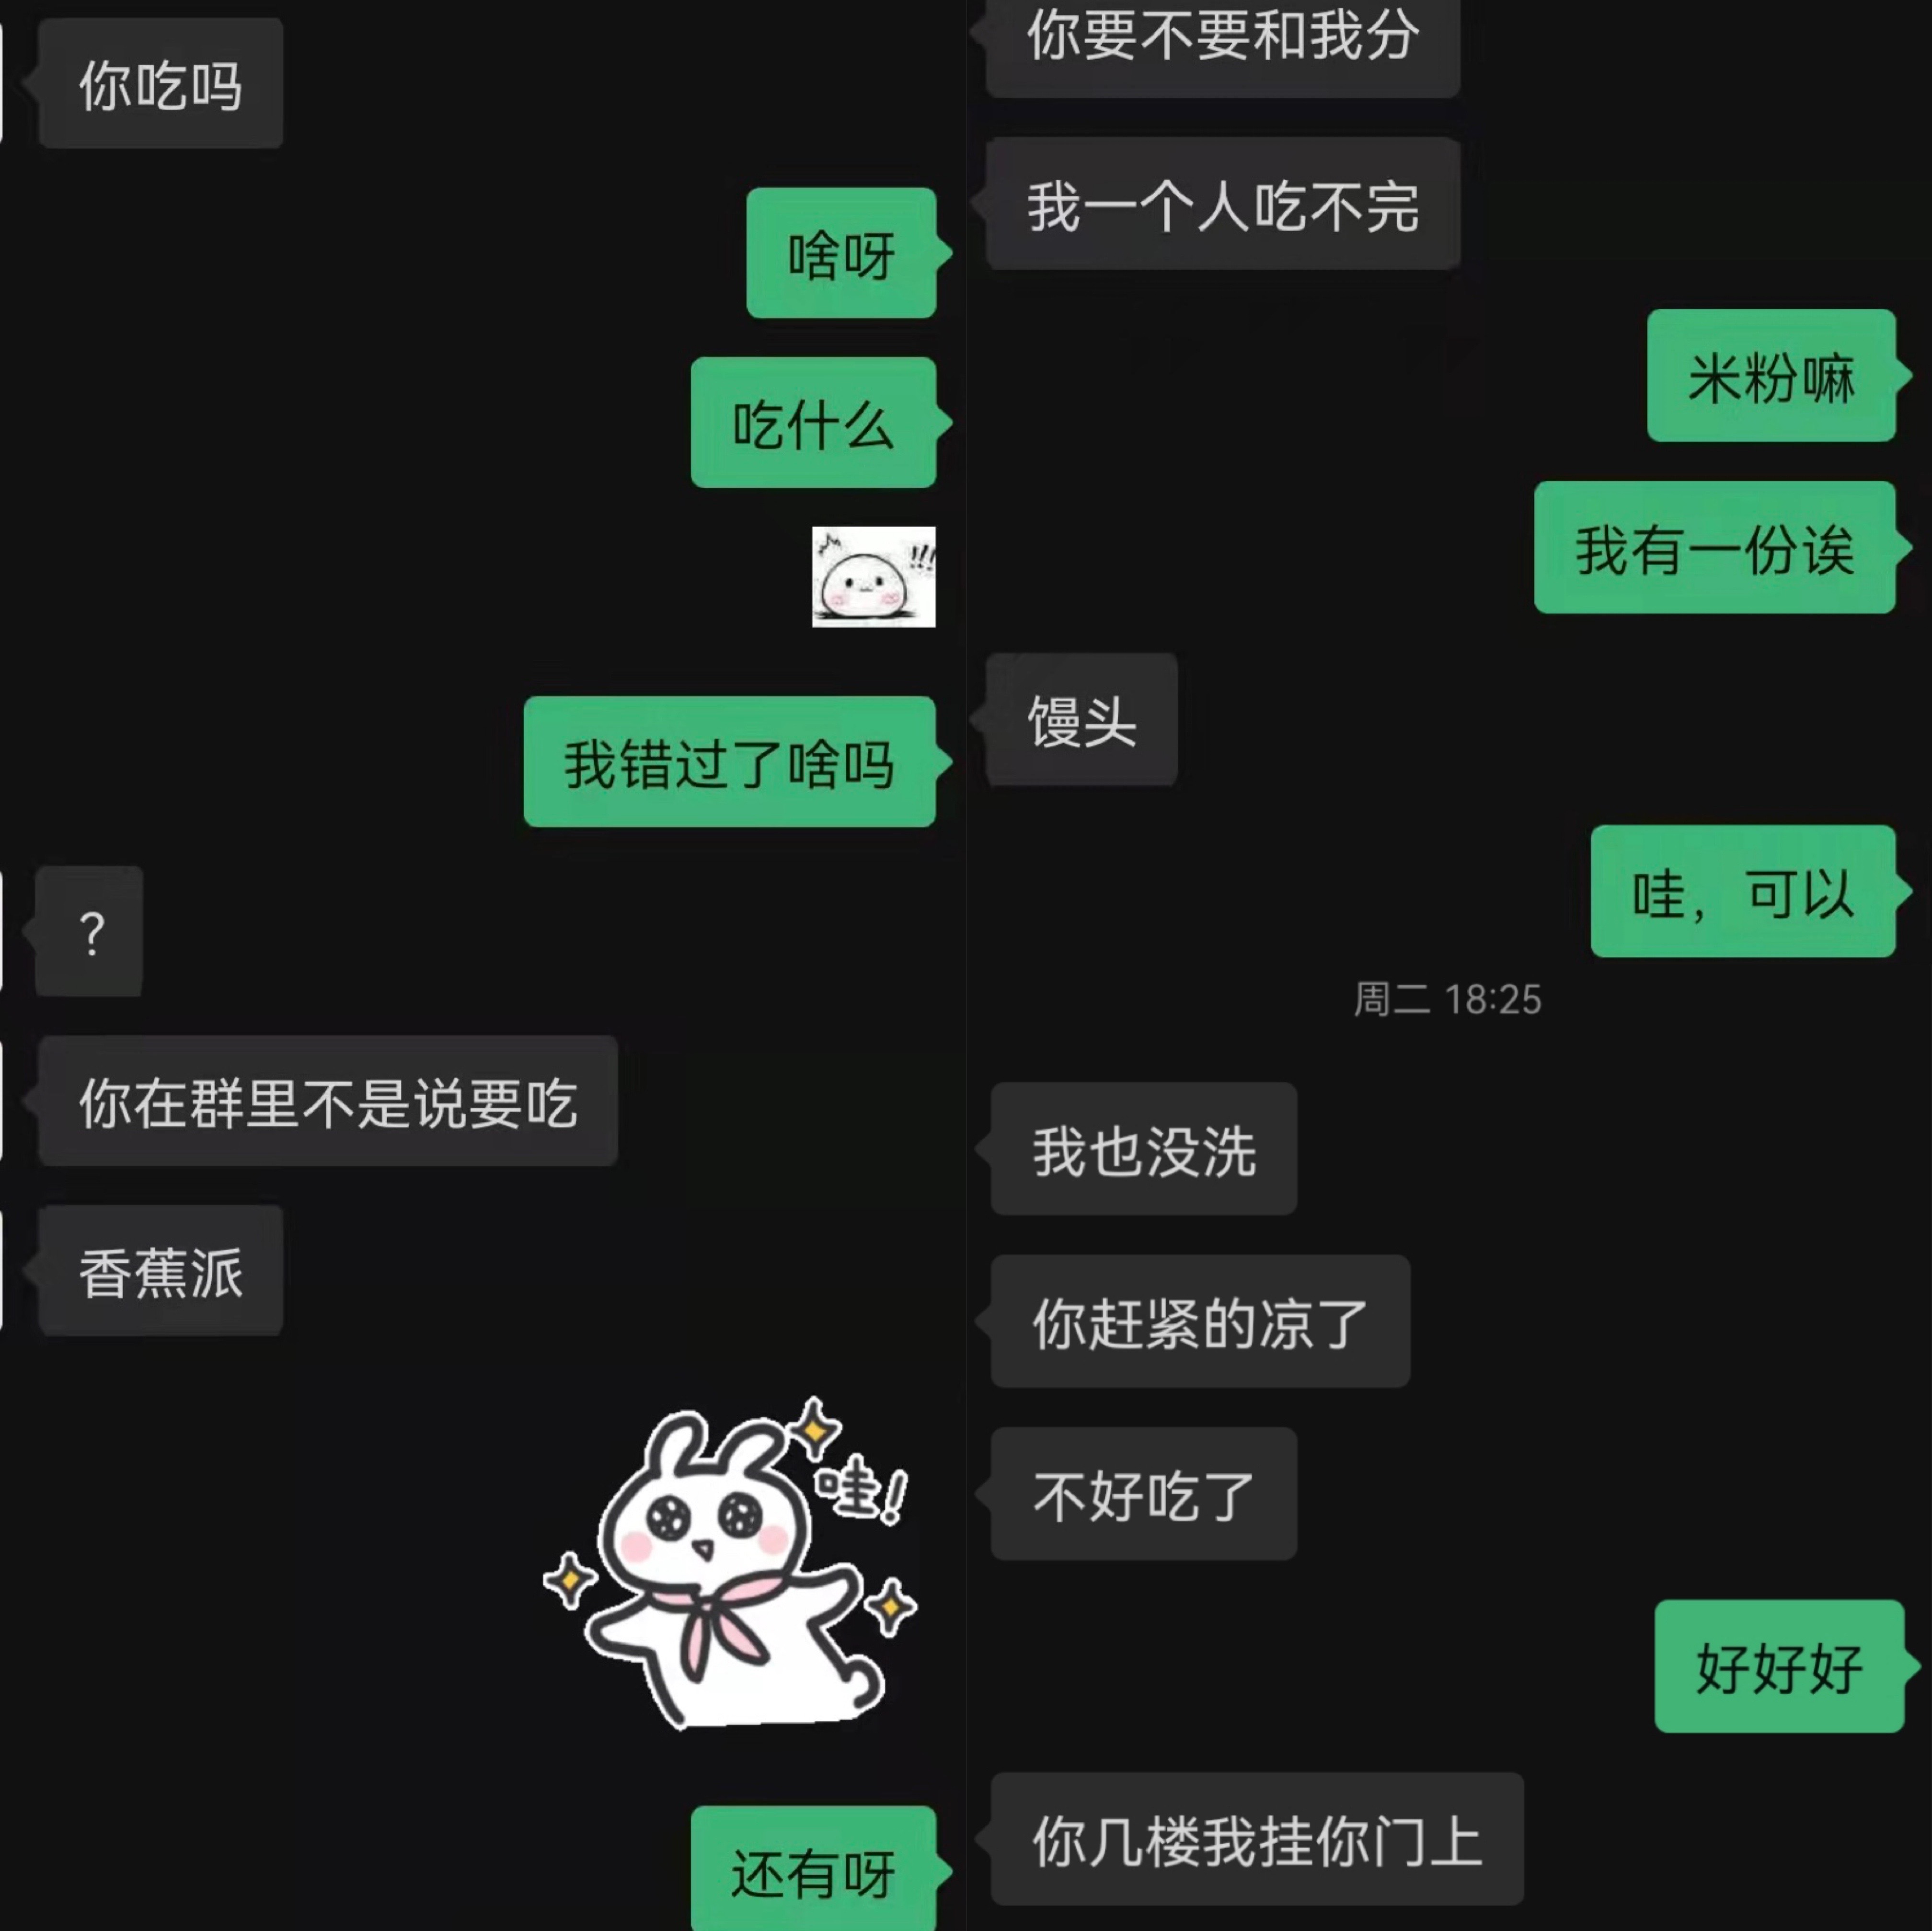 你吃吗
啥呀
吃什么
!!!
我错过了啥吗
?
你在群里不是说要吃
香蕉派
哇!
还有呀
你要不要和我分
我一个人吃不完
米粉嘛
我有一份诶
馒头
哇，可以
周二 18:25
我也没洗
你赶紧的凉了
不好吃了
好好好
你几楼我挂你门上